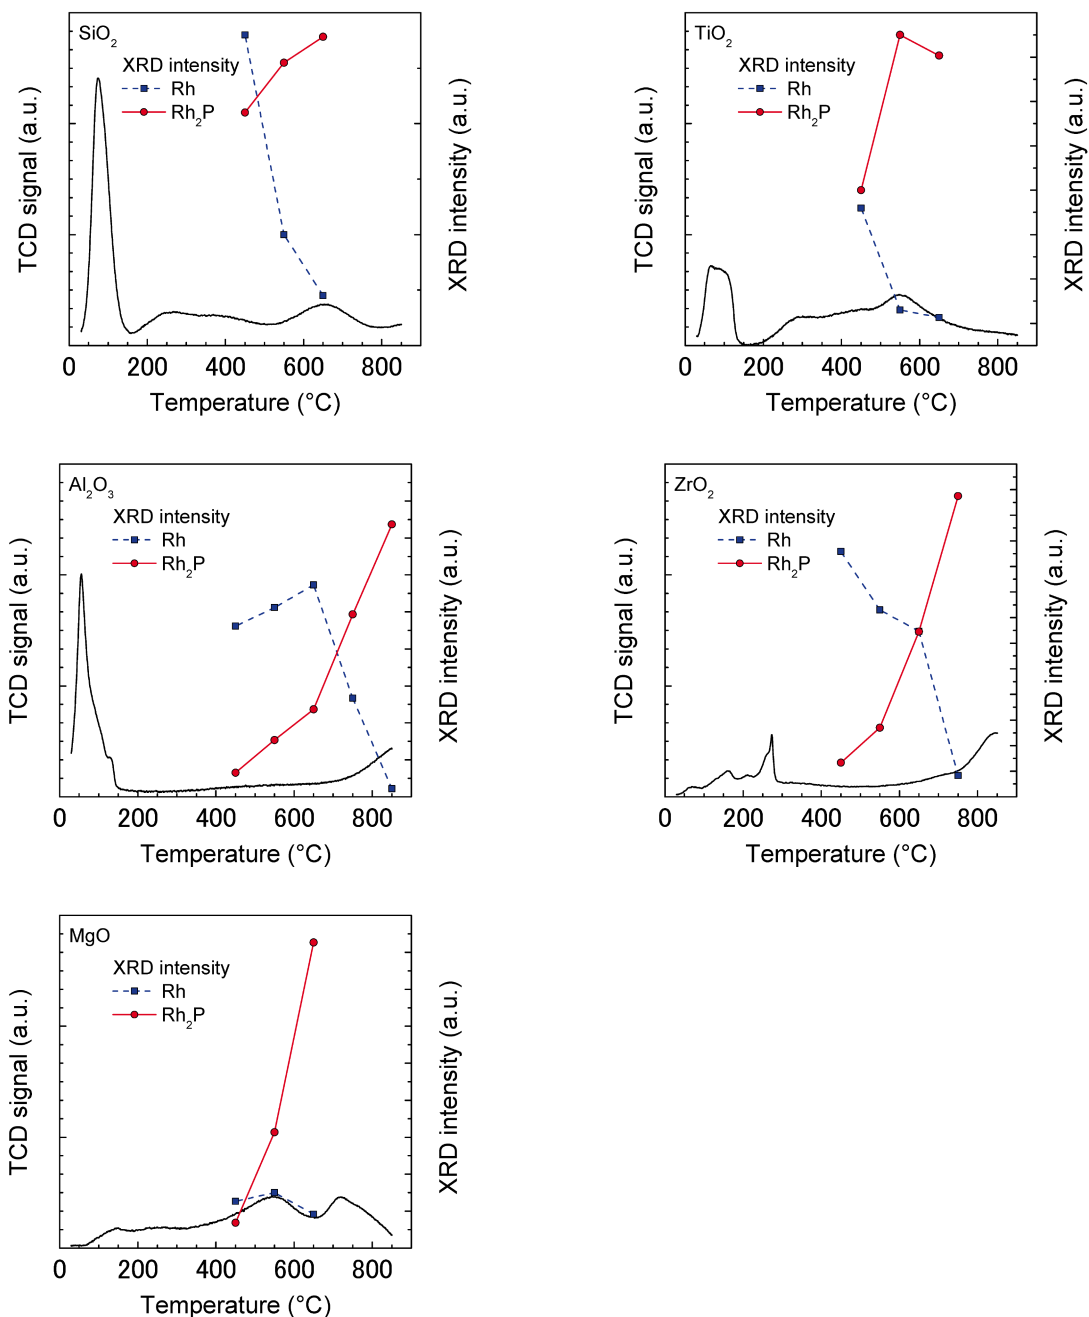 SiO2
XRD intensity
Rh
Rh2P
TCD signal (a.u.)
XRD intensity (a.u.)
0 200 400 600 800
Temperature (°C)
TiO2
XRD intensity
Rh
Rh2P
TCD signal (a.u.)
XRD intensity (a.u.)
0 200 400 600 800
Temperature (°C)
Al2O3
XRD intensity
Rh
Rh2P
TCD signal (a.u.)
XRD intensity (a.u.)
0 200 400 600 800
Temperature (°C)
ZrO2
XRD intensity
Rh
Rh2P
TCD signal (a.u.)
XRD intensity (a.u.)
0 200 400 600 800
Temperature (°C)
MgO
XRD intensity
Rh
Rh2P
TCD signal (a.u.)
XRD intensity (a.u.)
0 200 400 600 800
Temperature (°C)